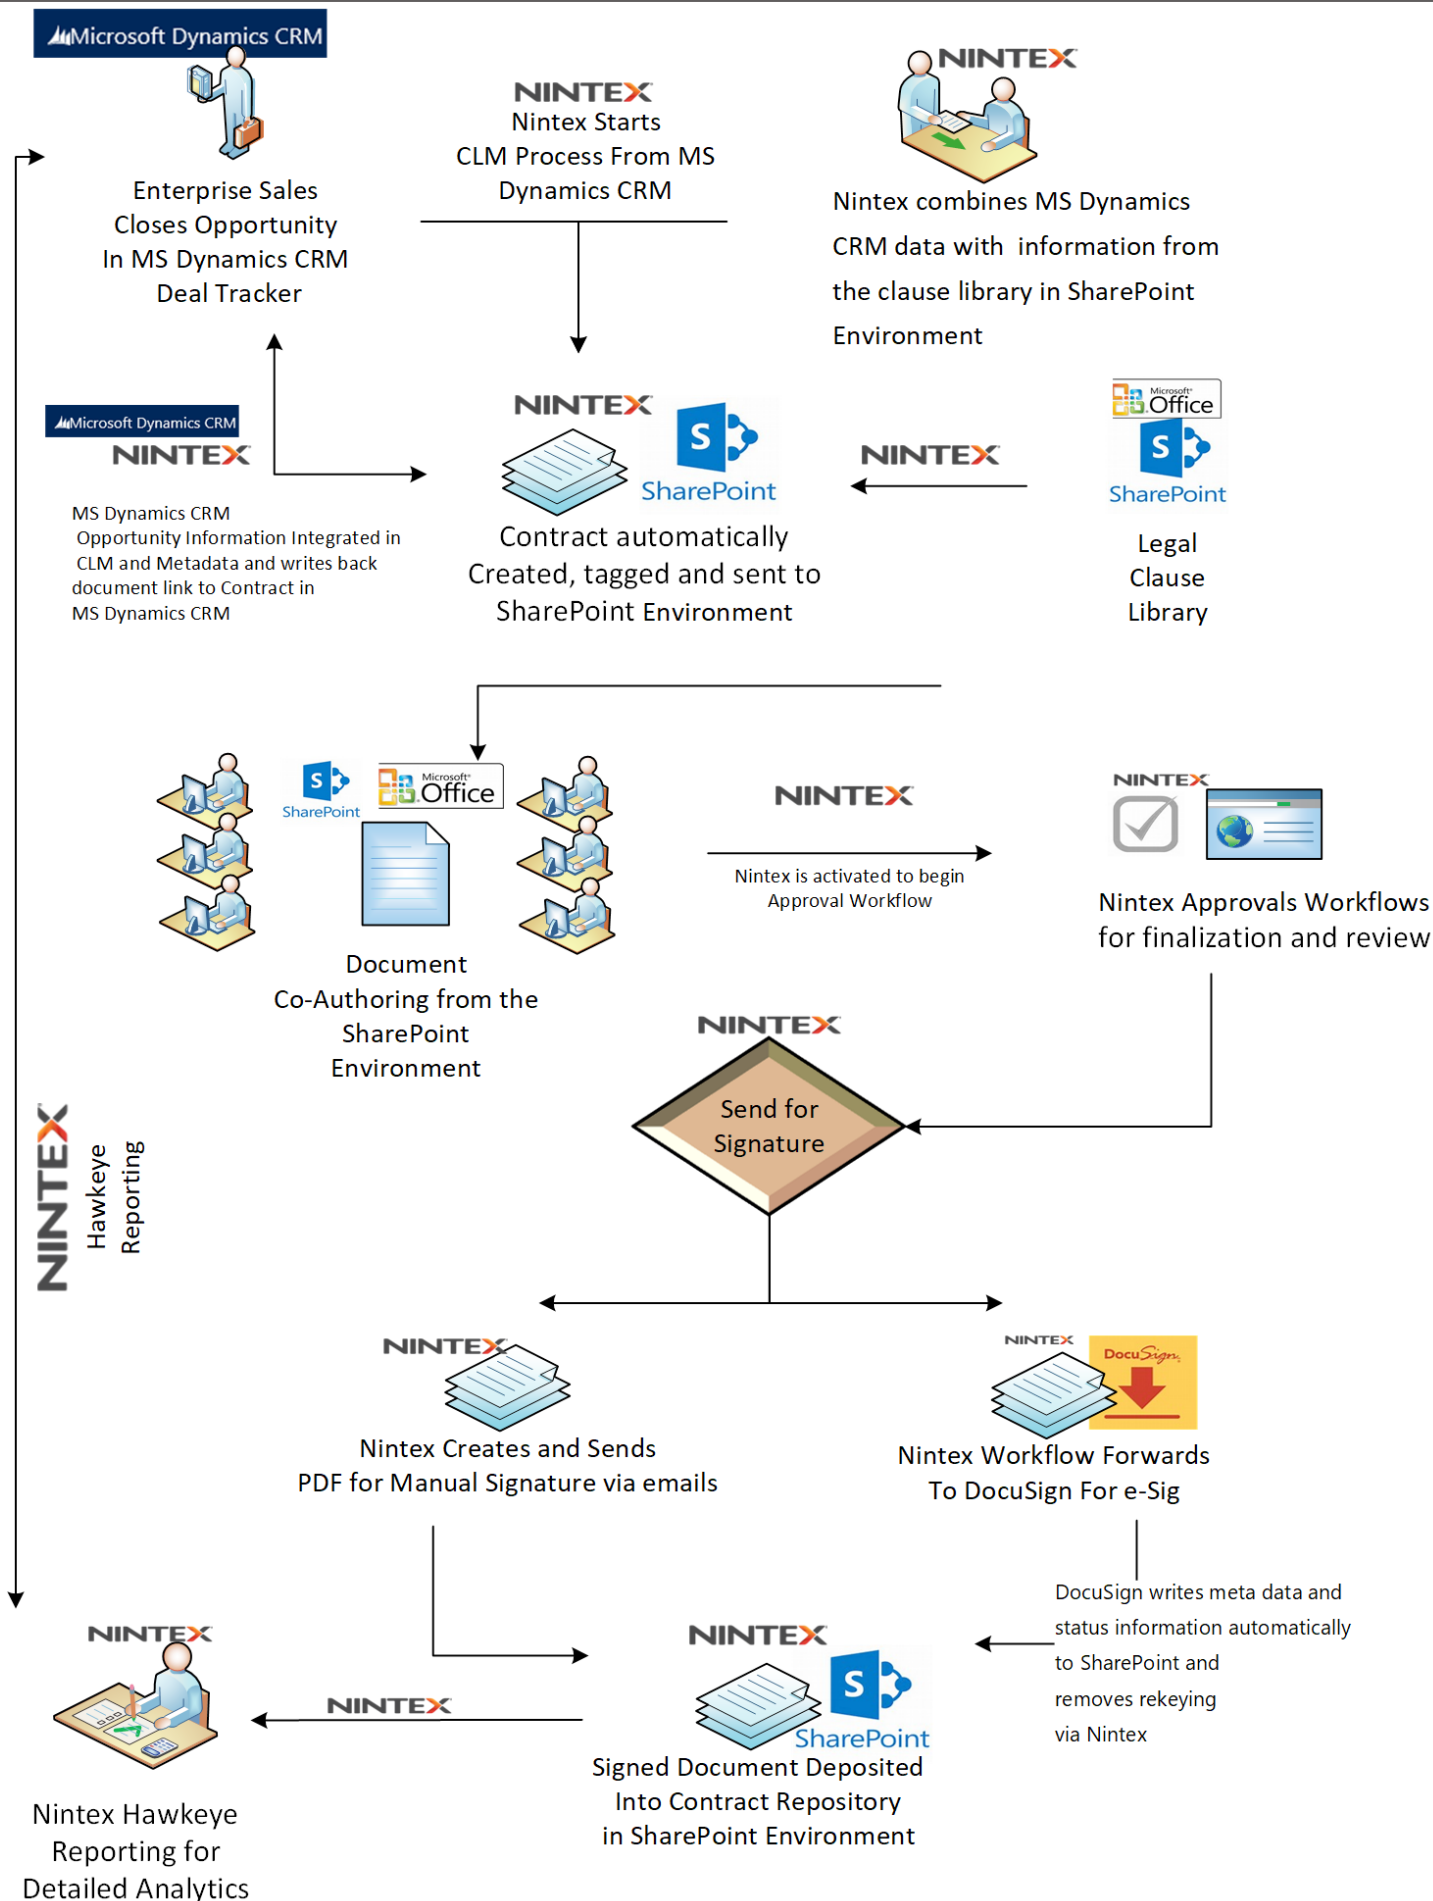 Microsoft Dynamics CRM
Enterprise Sales
Closes Opportunity
In MS Dynamics CRM
Deal Tracker
NINTEX
Nintex Starts
CLM Process From MS
Dynamics CRM
NINTEX
Nintex combines MS Dynamics
CRM data with information from
the clause library in SharePoint
Environment
Microsoft Dynamics CRM
NINTEX
MS Dynamics CRM
Opportunity Information Integrated in
CLM and Metadata and writes back
document link to Contract in
MS Dynamics CRM
NINTEX
S
SharePoint
Contract automatically
Created, tagged and sent to
SharePoint Environment
NINTEX
Microsoft
Office
S
SharePoint
Legal
Clause
Library
S
SharePoint
Microsoft
Office
Document
Co-Authoring from the
SharePoint
Environment
NINTEX
Nintex is activated to begin
Approval Workflow
NINTEX
Nintex Approvals Workflows
for finalization and review
NINTEX
Send for
Signature
NINTEX
Hawkeye
Reporting
NINTEX
Nintex Creates and Sends
PDF for Manual Signature via emails
NINTEX
DocuSign
Nintex Workflow Forwards
To DocuSign For e-Sig
DocuSign writes meta data and
status information automatically
to SharePoint and
removes rekeying
via Nintex
NINTEX
S
SharePoint
Signed Document Deposited
Into Contract Repository
in SharePoint Environment
NINTEX
NINTEX
Nintex Hawkeye
Reporting for
Detailed Analytics